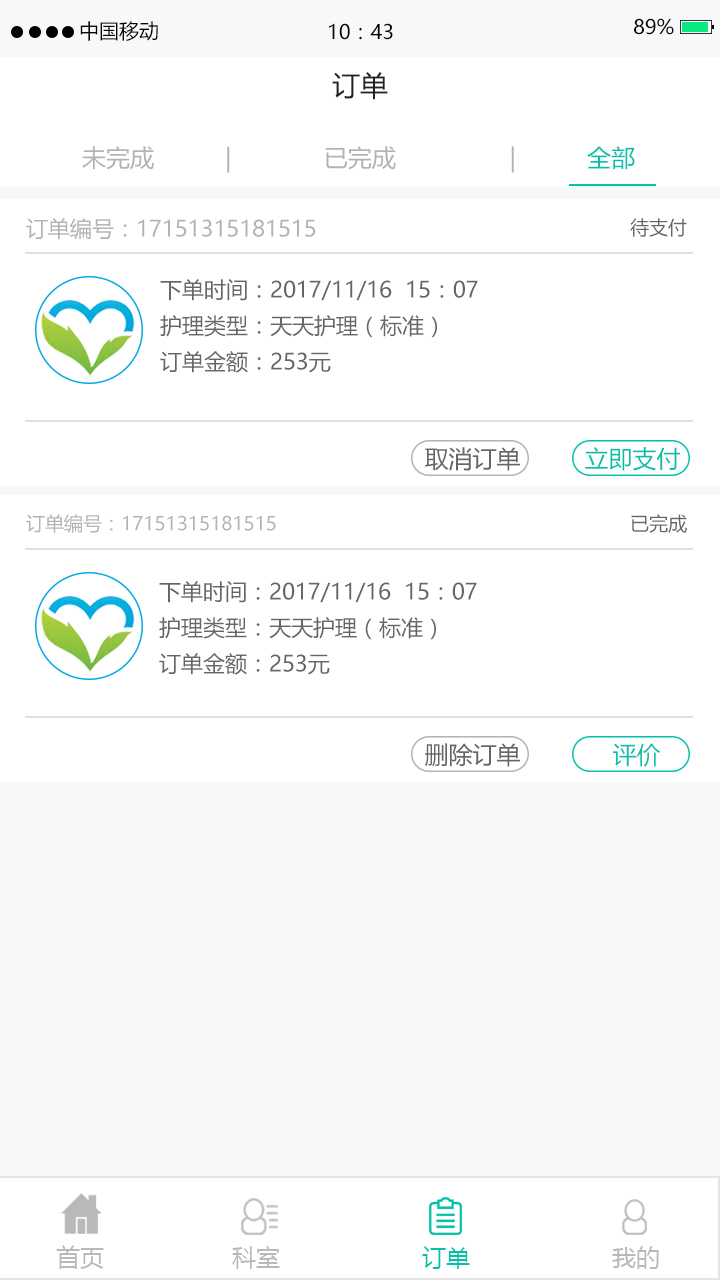 中国移动 10：43 89%
订单
未完成 | 已完成 | 全部
订单编号：17151315181515 待支付
下单时间：2017/11/16 15：07
护理类型：天天护理（标准）
订单金额：253元
取消订单 立即支付
订单编号：17151315181515 已完成
下单时间：2017/11/16 15：07
护理类型：天天护理（标准）
订单金额：253元
删除订单 评价
首页 科室 订单 我的